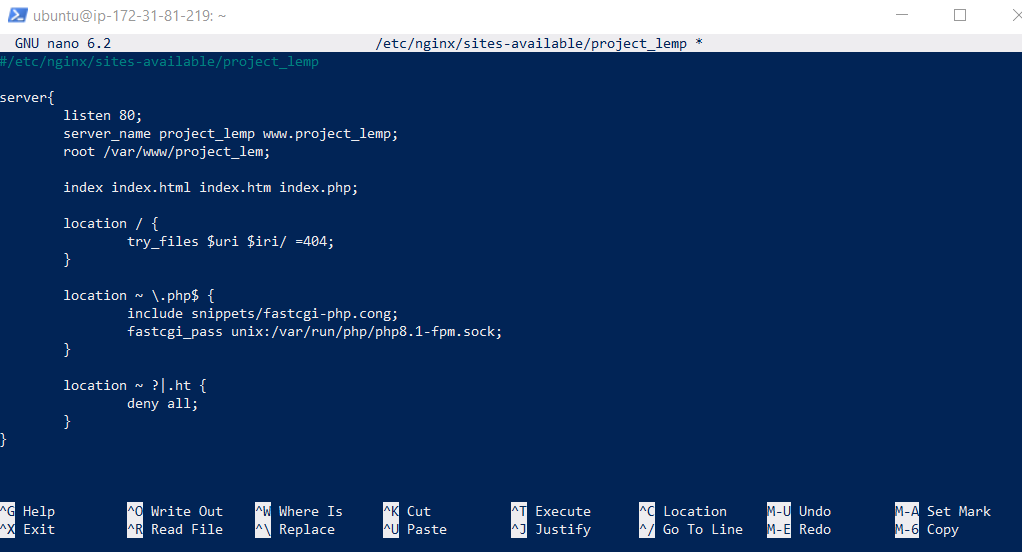 ubuntu@ip-172-31-81-219: ~
GNU nano 6.2 /etc/nginx/sites-available/project_lemp *
#/etc/nginx/sites-available/project_lemp
server{
listen 80;
server_name project_lemp www.project_lemp;
root /var/www/project_lem;
index index.html index.htm index.php;
location / {
try_files $uri $iri/ =404;
}
location ~ \.php$ {
include snippets/fastcgi-php.cong;
fastcgi_pass unix:/var/run/php/php8.1-fpm.sock;
}
location ~ ?|.ht {
deny all;
}
}
^G Help ^O Write Out ^W Where Is ^K Cut ^T Execute ^C Location M-U Undo M-A Set Mark
^X Exit ^R Read File ^\ Replace ^U Paste ^J Justify ^/ Go To Line M-E Redo M-6 Copy